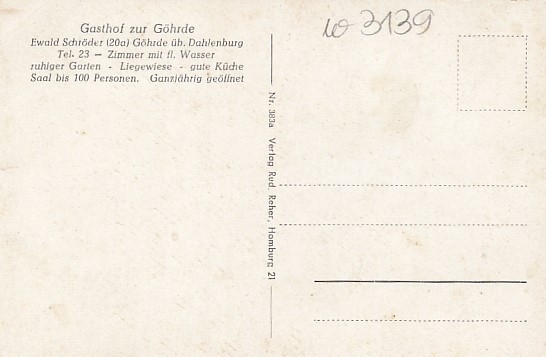 Gasthof zur Göhrde
Ewald Schröder (20a) Göhrde üb. Dahlenburg
Tel. 23 — Zimmer mit fl. Wasser
ruhiger Garten - Liegewiese - gute Küche
Saal bis 100 Personen. Ganzjährig geöffnet
Nr. 383a Verlag Rud. Reher, Hamburg 21
3139